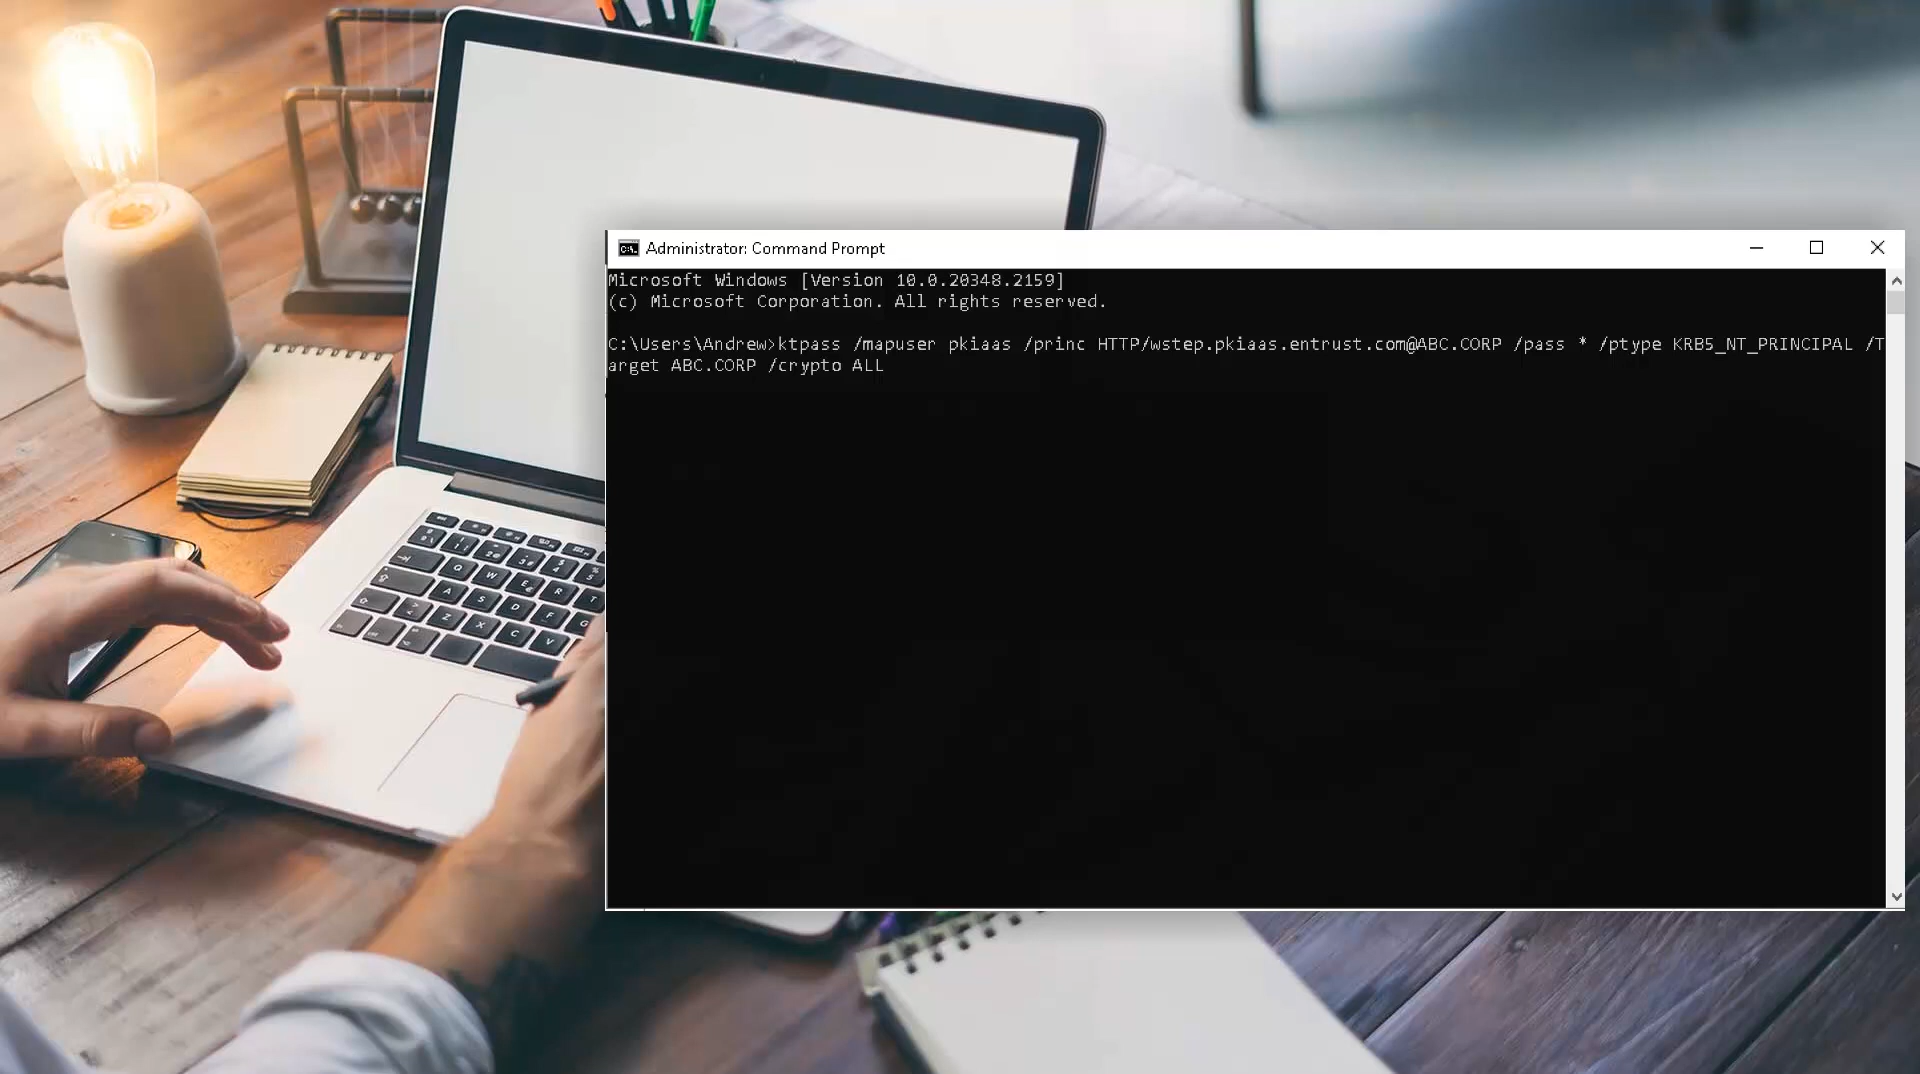 Administrator: Command Prompt
Microsoft Windows [Version 10.0.20348.2159]
(c) Microsoft Corporation. All rights reserved.
C:\Users\Andrew>ktpass /mapuser pkiaas /princ HTTP/wstep.pkiaas.entrust.com@ABC.CORP /pass * /ptype KRB5_NT_PRINCIPAL /T
arget ABC.CORP /crypto ALL
Q W E R T
A S D F G
Z X C V